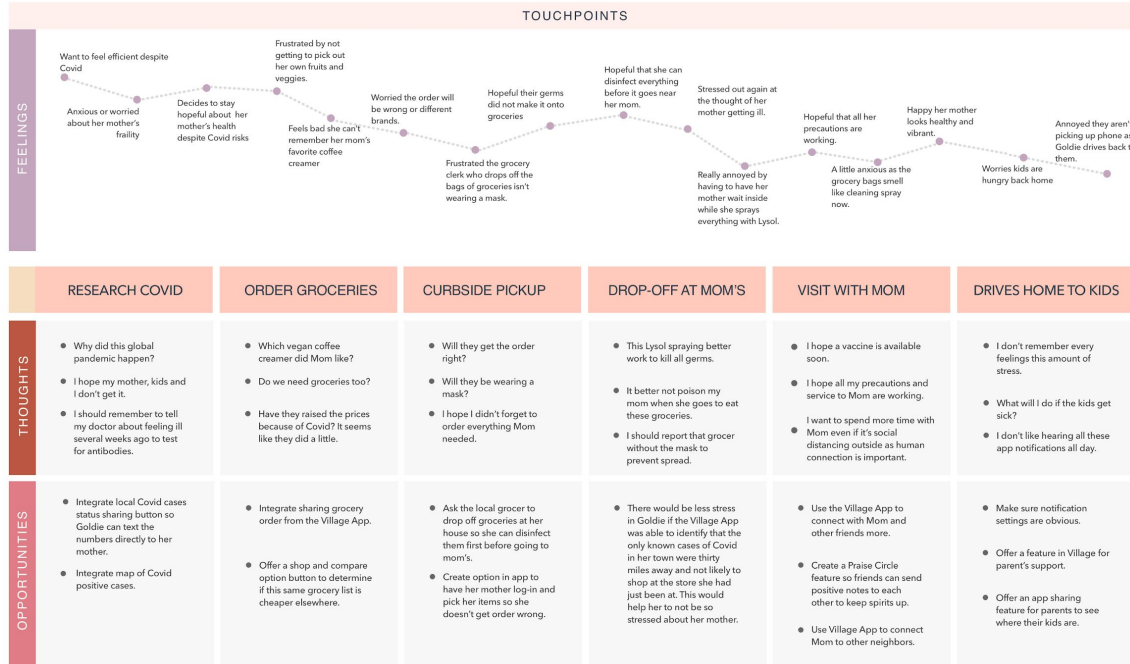 TOUCHPOINTS
FEELINGS
Want to feel efficient despite
Covid
Anxious or worried
about her mother's
fraility
Decides to stay
hopeful about her
mother's health
despite Covid risks
Frustrated by not
getting to pick out
her own fruits and
veggies.
Feels bad she can't
remember her mom's
favorite coffee
creamer
Worried the order will
be wrong or different
brands.
Frustrated the grocery
clerk who drops off the
bags of groceries isn't
wearing a mask.
Hopeful their germs
did not make it onto
groceries
Hopeful that she can
disinfect everything
before it goes near
her mom.
Stressed out again at
the thought of her
mother getting ill.
Really annoyed by
having to have her
mother wait inside
while she sprays
everything with Lysol.
Hopeful that all her
precautions are
working.
A little anxious as the
grocery bags smell
like cleaning spray
now.
Happy her mother
looks healthy and
vibrant.
Worries kids are
hungry back home
Annoyed they aren'
picking up phone as
Goldie drives back t
them.
RESEARCH COVID
ORDER GROCERIES
CURBSIDE PICKUP
DROP-OFF AT MOM'S
VISIT WITH MOM
DRIVES HOME TO KIDS
THOUGHTS
Why did this global
pandemic happen?
I hope my mother, kids and
I don't get it.
I should remember to tell
my doctor about feeling ill
several weeks ago to test
for antibodies.
Which vegan coffee
creamer did Mom like?
Do we need groceries too?
Have they raised the prices
because of Covid? It seems
like they did a little.
Will they get the order
right?
Will they be wearing a
mask?
I hope I didn't forget to
order everything Mom
needed.
This Lysol spraying better
work to kill all germs.
It better not poison my
mom when she goes to eat
these groceries.
I should report that grocer
without the mask to
prevent spread.
I hope a vaccine is available
soon.
I hope all my precautions and
service to Mom are working.
I want to spend more time with
Mom even if it's social
distancing outside as human
connection is important.
I don't remember every
feelings this amount of
stress.
What will I do if the kids get
sick?
I don't like hearing all these
app notifications all day.
OPPORTUNITIES
Integrate local Covid cases
status sharing button so
Goldie can text the
numbers directly to her
mother.
Integrate map of Covid
positive cases.
Integrate sharing grocery
order from the Village App.
Offer a shop and compare
option button to determine
if this same grocery list is
cheaper elsewhere.
Ask the local grocer to
drop off groceries at her
house so she can disinfect
them first before going to
mom's.
Create option in app to
have her mother log-in and
pick her items so she
doesn't get order wrong.
There would be less stress
in Goldie if the Village App
was able to identify that the
only known cases of Covid
in her town were thirty
miles away and not likely to
shop at the store she had
just been at. This would
help her to not be so
stressed about her mother.
Use the Village App to
connect with Mom and
other friends more.
Create a Praise Circle
feature so friends can send
positive notes to each
other to keep spirits up.
Use Village App to connect
Mom to other neighbors.
Make sure notification
settings are obvious.
Offer a feature in Village for
parent's support.
Offer an app sharing
feature for parents to see
where their kids are.